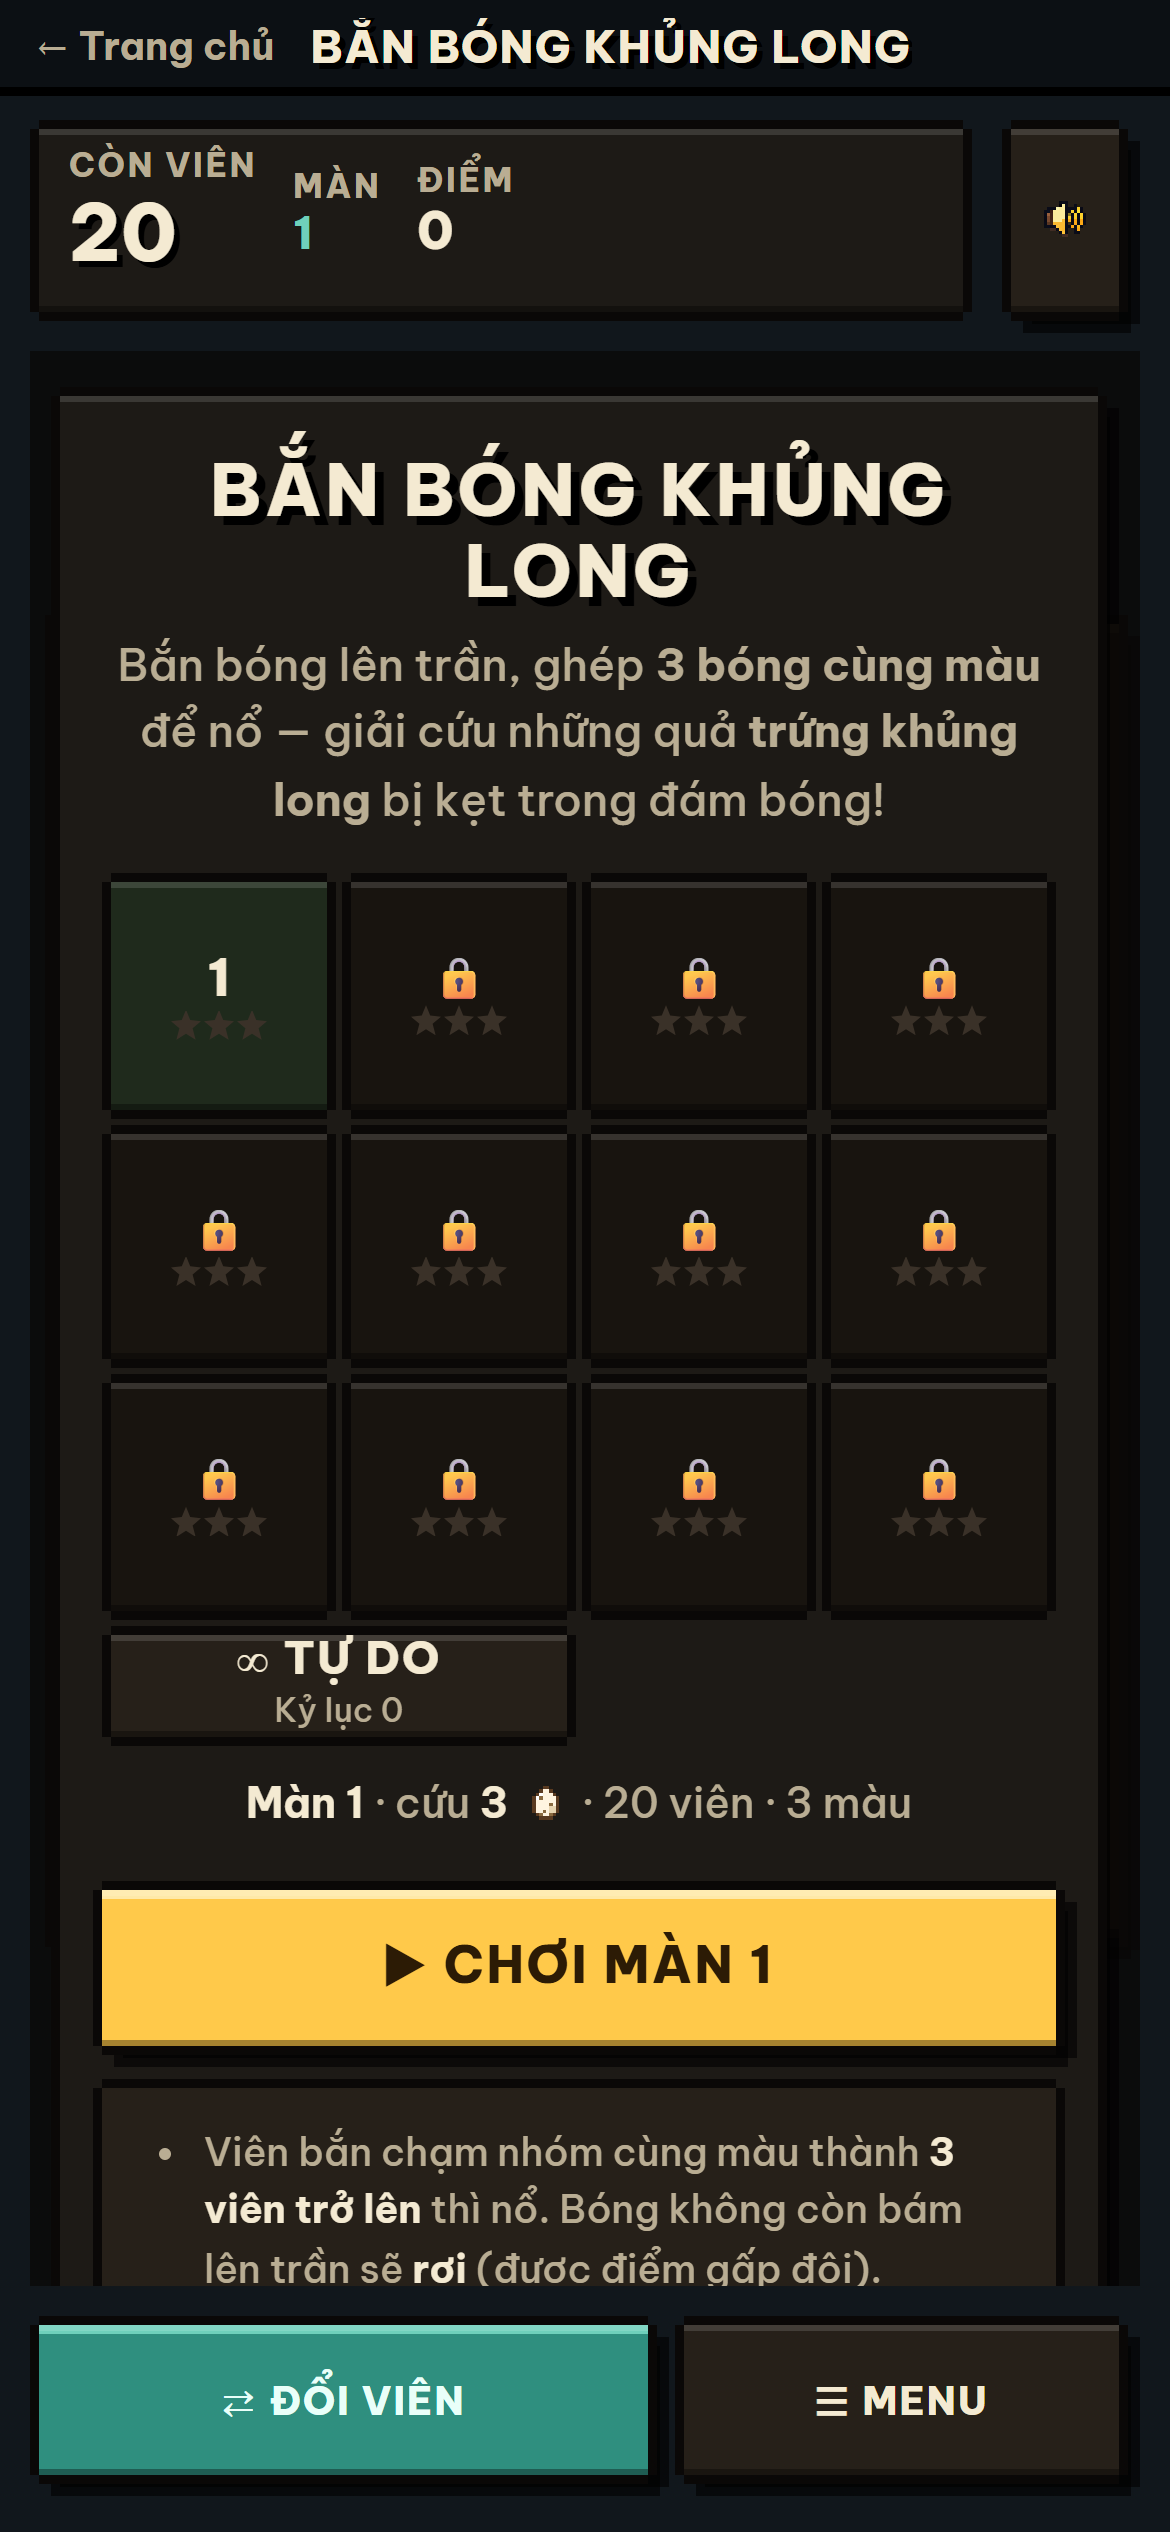 ← Trang chủ BẮN BÓNG KHỦNG LONG
CÒN VIÊN MÀN ĐIỂM
20 1 0
BẮN BÓNG KHỦNG
LONG
Bắn bóng lên trần, ghép 3 bóng cùng màu
để nổ — giải cứu những quả trứng khủng
long bị kẹt trong đám bóng!
1
∞ TỰ DO
Kỷ lục 0
Màn 1 · cứu 3 · 20 viên · 3 màu
▶ CHƠI MÀN 1
• Viên bắn chạm nhóm cùng màu thành 3
viên trở lên thì nổ. Bóng không còn bám
lên trần sẽ rơi (được điểm gấp đôi).
⇄ ĐỔI VIÊN
☰ MENU